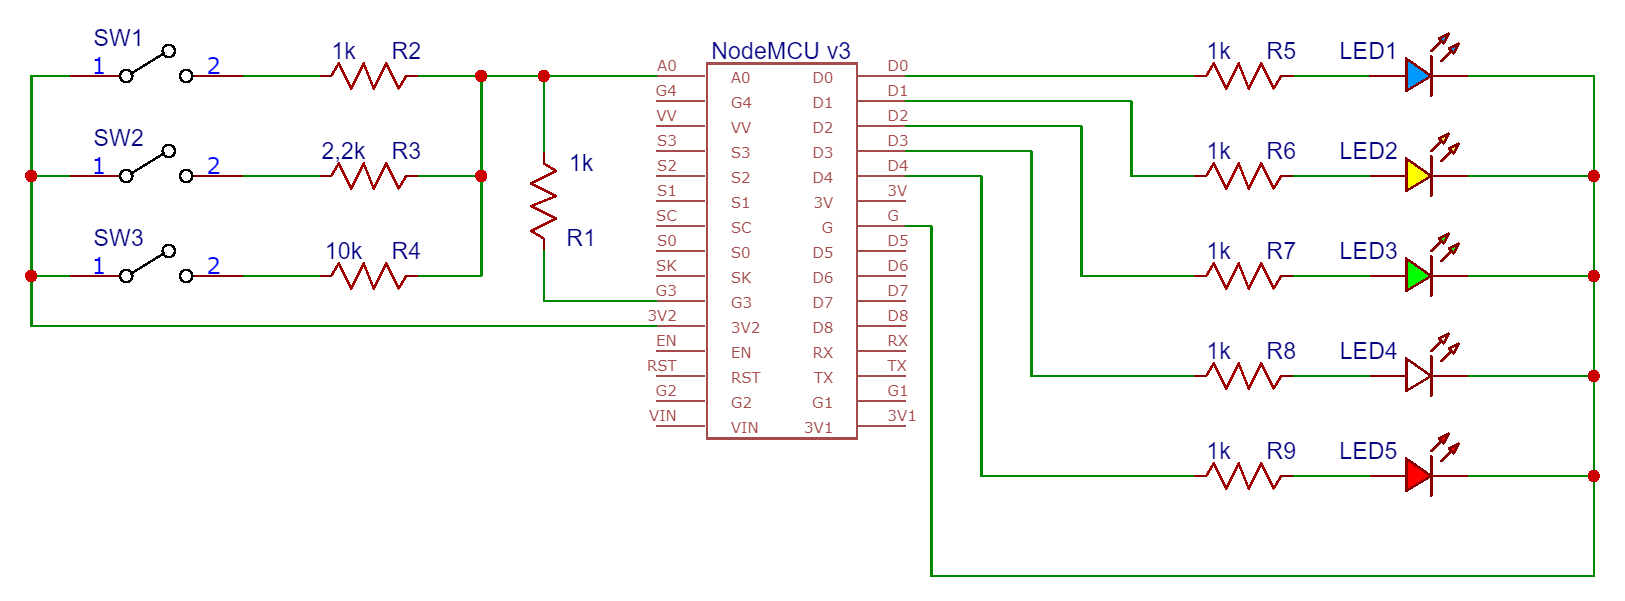 SW1
1
2
1k R2
SW2
1
2
2,2k R3
SW3
1
2
10k R4
1k
R1
NodeMCU v3
A0 A0 D0 D0
G4 G4 D1 D1
VV VV D2 D2
S3 S3 D3 D3
S2 S2 D4 D4
S1 S1 3V 3V
SC SC G G
S0 S0 D5 D5
SK SK D6 D6
G3 G3 D7 D7
3V2 3V2 D8 D8
EN EN RX RX
RST RST TX TX
G2 G2 G1 G1
VIN VIN 3V1 3V1
1k R5 LED1
1k R6 LED2
1k R7 LED3
1k R8 LED4
1k R9 LED5